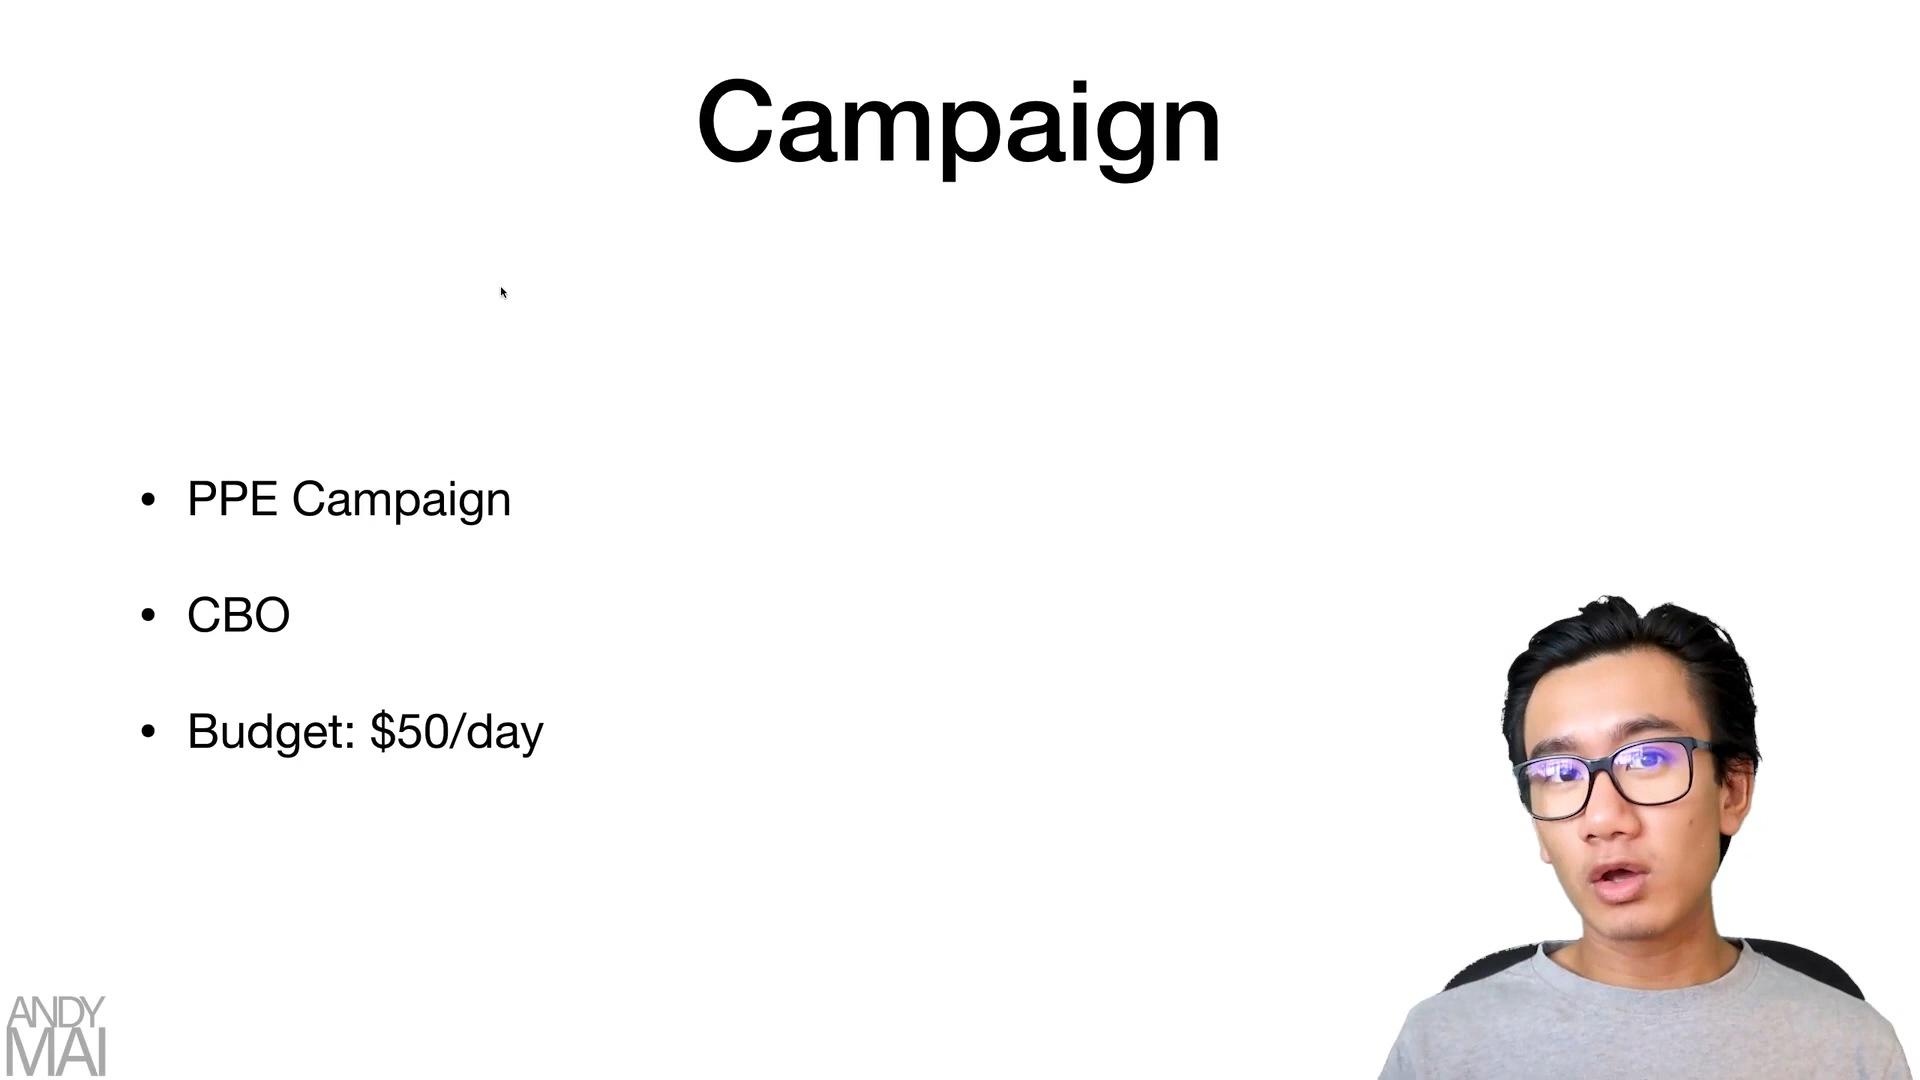 Campaign
• PPE Campaign
• CBO
• Budget: $50/day
ANDY
MAI